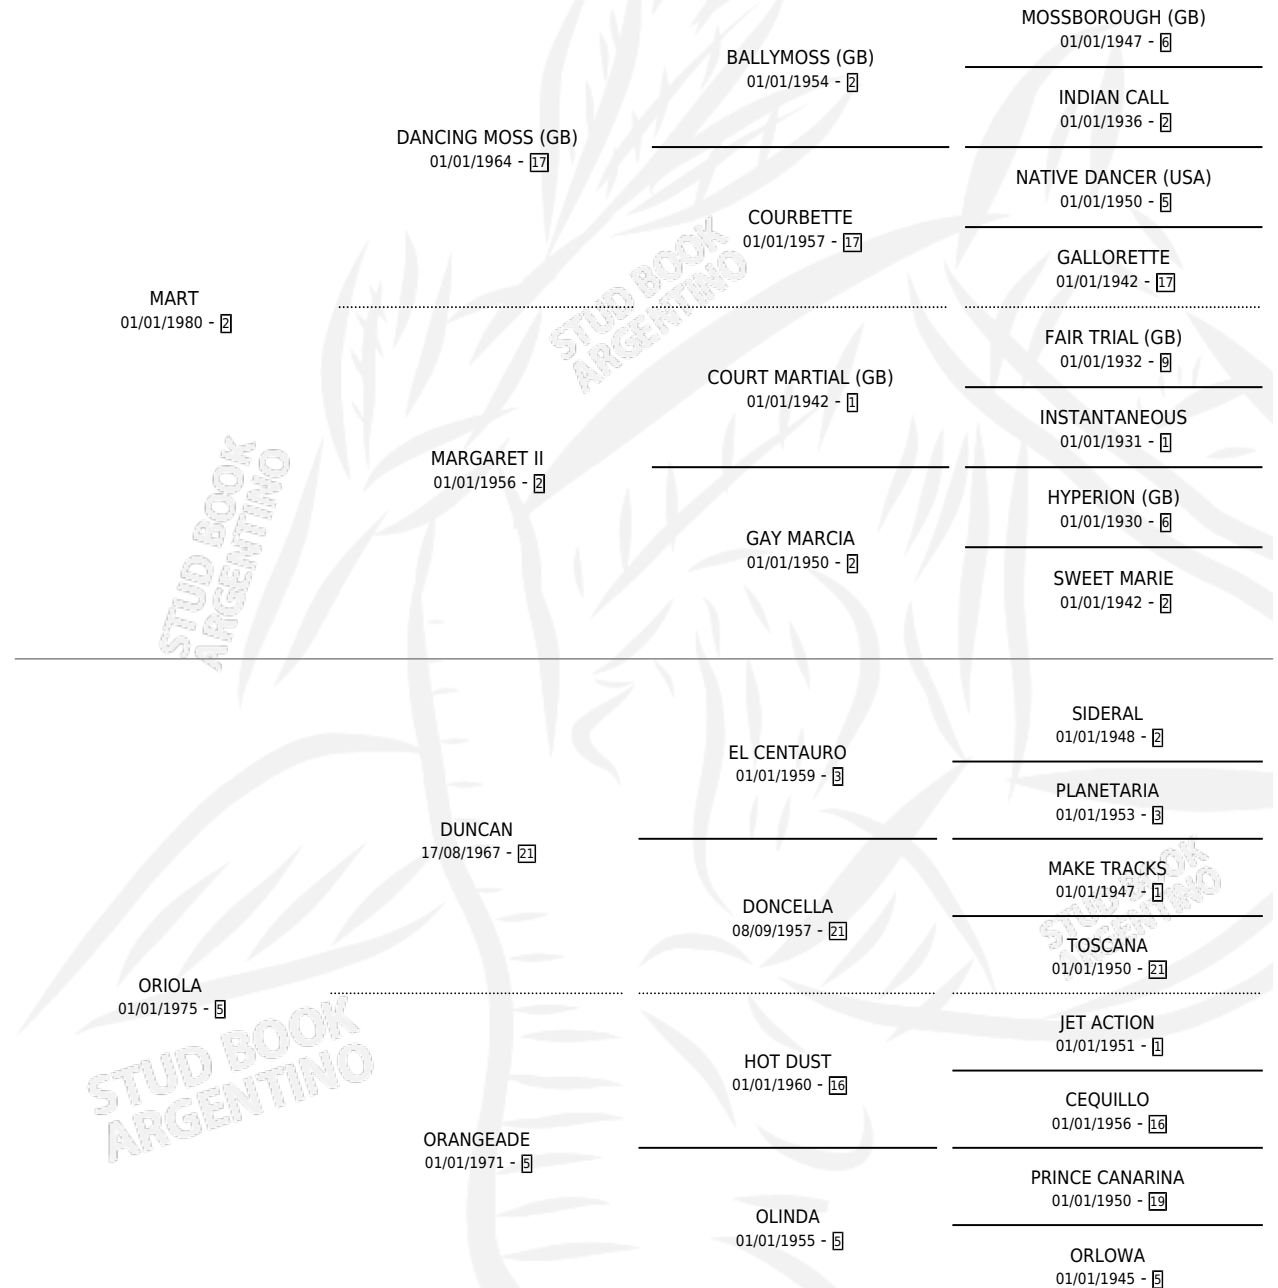 MOSSBOROUGH (GB)
01/01/1947 - 6
BALLYMOSS (GB)
01/01/1954 - 2
INDIAN CALL
01/01/1936 - 2
DANCING MOSS (GB)
01/01/1964 - 17
NATIVE DANCER (USA)
01/01/1950 - 5
COURBETTE
01/01/1957 - 17
GALLORETTE
01/01/1942 - 17
MART
01/01/1980 - 2
FAIR TRIAL (GB)
01/01/1932 - 9
COURT MARTIAL (GB)
01/01/1942 - 1
INSTANTANEOUS
01/01/1931 - 1
MARGARET II
01/01/1956 - 2
HYPERION (GB)
01/01/1930 - 6
GAY MARCIA
01/01/1950 - 2
SWEET MARIE
01/01/1942 - 2
STUD BOOK
ARGENTINO
STUD BOOK
ARGENTINO
SIDERAL
01/01/1948 - 2
EL CENTAURO
01/01/1959 - 3
PLANETARIA
01/01/1953 - 3
DUNCAN
17/08/1967 - 21
MAKE TRACKS
01/01/1947 - 1
DONCELLA
08/09/1957 - 21
TOSCANA
01/01/1950 - 21
ORIOLA
01/01/1975 - 5
JET ACTION
01/01/1951 - 1
HOT DUST
01/01/1960 - 16
CEQUILLO
01/01/1956 - 16
ORANGEADE
01/01/1971 - 5
PRINCE CANARINA
01/01/1950 - 19
OLINDA
01/01/1955 - 5
ORLOWA
01/01/1945 - 5
STUD BOOK
ARGENTINO
STUD BOOK
ARGENTINO